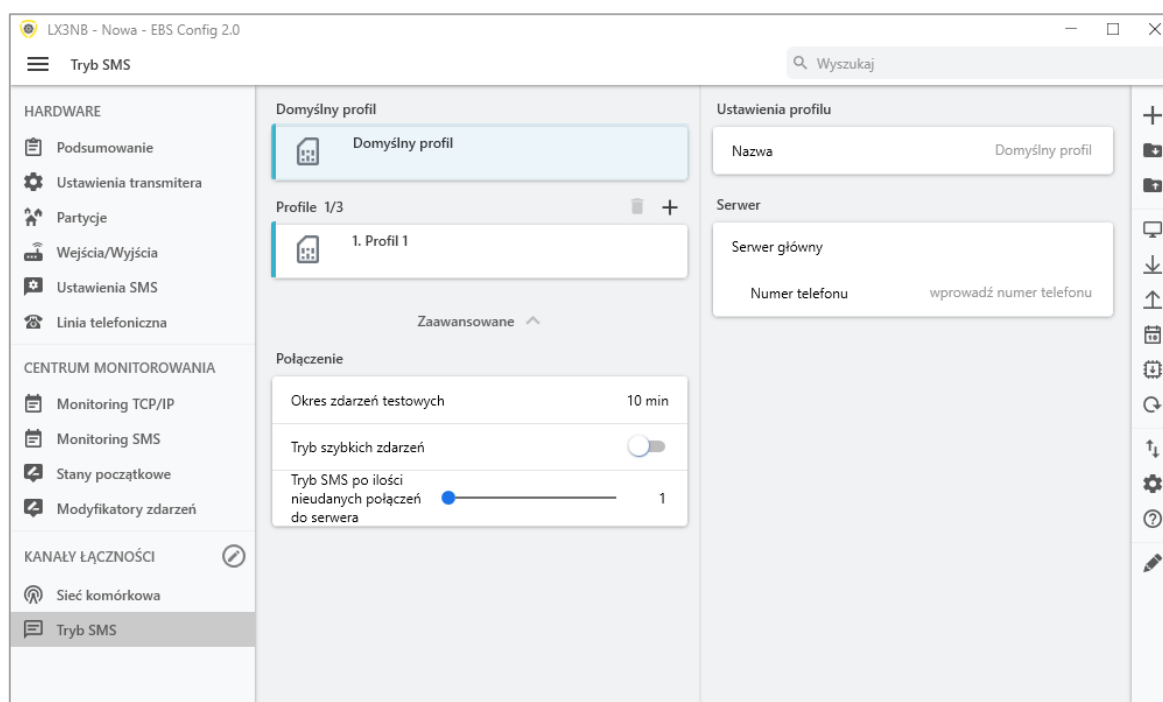 LX3NB - Nowa - EBS Config 2.0
Tryb SMS
Wyszukaj
HARDWARE
Podsumowanie
Ustawienia transmitera
Partycje
Wejścia/Wyjścia
Ustawienia SMS
Linia telefoniczna
CENTRUM MONITOROWANIA
Monitoring TCP/IP
Monitoring SMS
Stany początkowe
Modyfikatory zdarzeń
KANAŁY ŁĄCZNOŚCI
Sieć komórkowa
Tryb SMS
Domyślny profil
Domyślny profil
Profile 1/3
1. Profil 1
Zaawansowane
Połączenie
Okres zdarzeń testowych 10 min
Tryb szybkich zdarzeń
Tryb SMS po ilości
nieudanych połączeń 1
do serwera
Ustawienia profilu
Nazwa Domyślny profil
Serwer
Serwer główny
Numer telefonu wprowadź numer telefonu
10